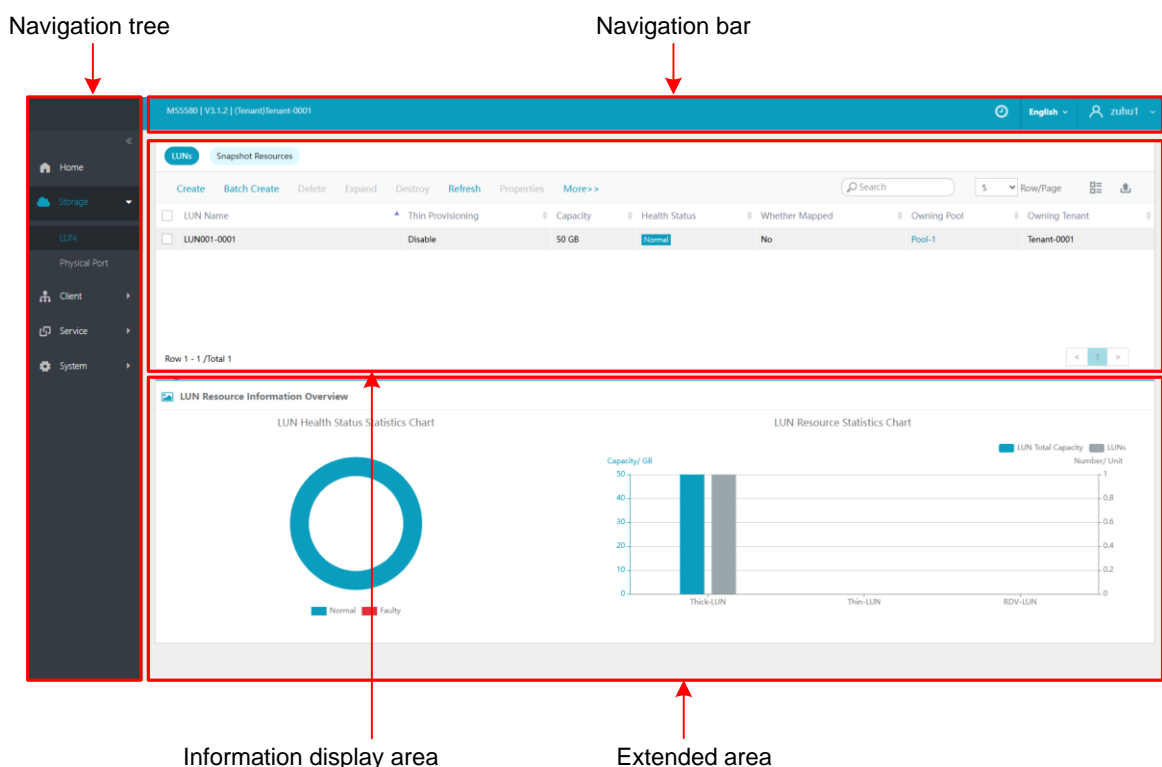 Navigation tree
Navigation bar
MS5580 | V3.1.2 | (Tenant)Tenant-0001
English
zuhu1
«
Home
Storage
LUN
Physical Port
Client
Service
System
LUNs
Snapshot Resources
Create Batch Create Delete Expand Destroy Refresh Properties More>>
Search
5
Row/Page
LUN Name Thin Provisioning Capacity Health Status Whether Mapped Owning Pool Owning Tenant
LUN001-0001 Disable 50 GB Normal No Pool-1 Tenant-0001
Row 1 - 1 /Total 1
< 1 >
LUN Resource Information Overview
LUN Health Status Statistics Chart
Normal Faulty
LUN Resource Statistics Chart
LUN Total Capacity LUNs
Capacity/ GB
Number/ Unit
50 1
40 0.8
30 0.6
20 0.4
10 0.2
0 0
Thick-LUN Thin-LUN RDV-LUN
Information display area
Extended area